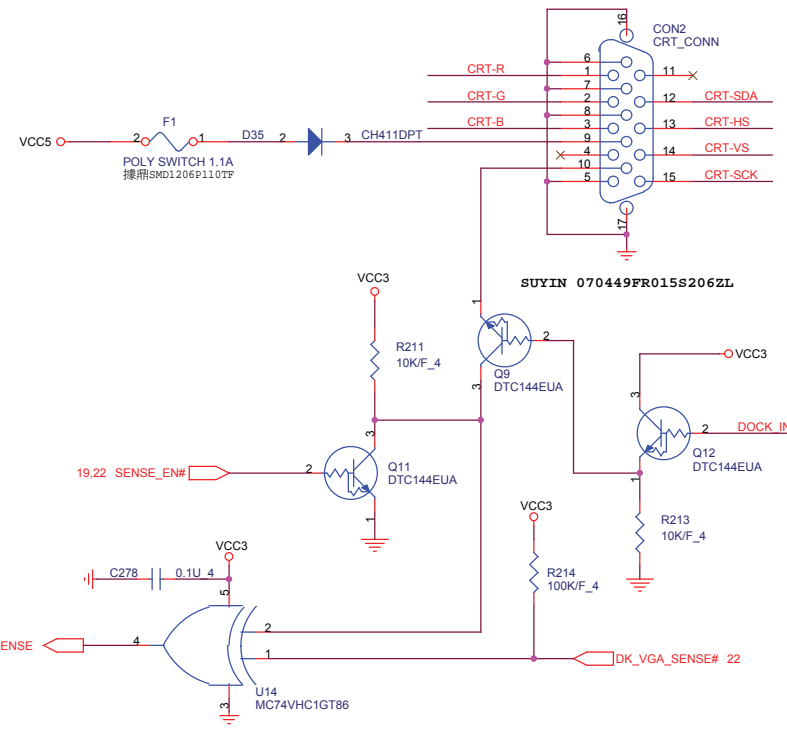 16
CON2
CRT_CONN
6
CRT-R
1
11
7
CRT-G
2
12
CRT-SDA
8
CRT-B
3
13
CRT-HS
F1
VCC5
2
1
D35
2
3
CH411DPT
9
4
14
CRT-VS
POLY SWITCH 1.1A
SMD1206P110TF
10
5
15
CRT-SCK
17
SUYIN 070449FR015S206ZL
VCC3
1
R211
10K/F_4
2
VCC3
Q9
DTC144EUA
3
3
3
2
DOCK_IN
Q12
DTC144EUA
19,22 SENSE_EN#
2
Q11
DTC144EUA
1
1
VCC3
R213
10K/F_4
VCC3
C278
0.1U_4
R214
100K/F_4
5
ENSE
4
2
1
DK_VGA_SENSE# 22
3
U14
MC74VHC1GT86